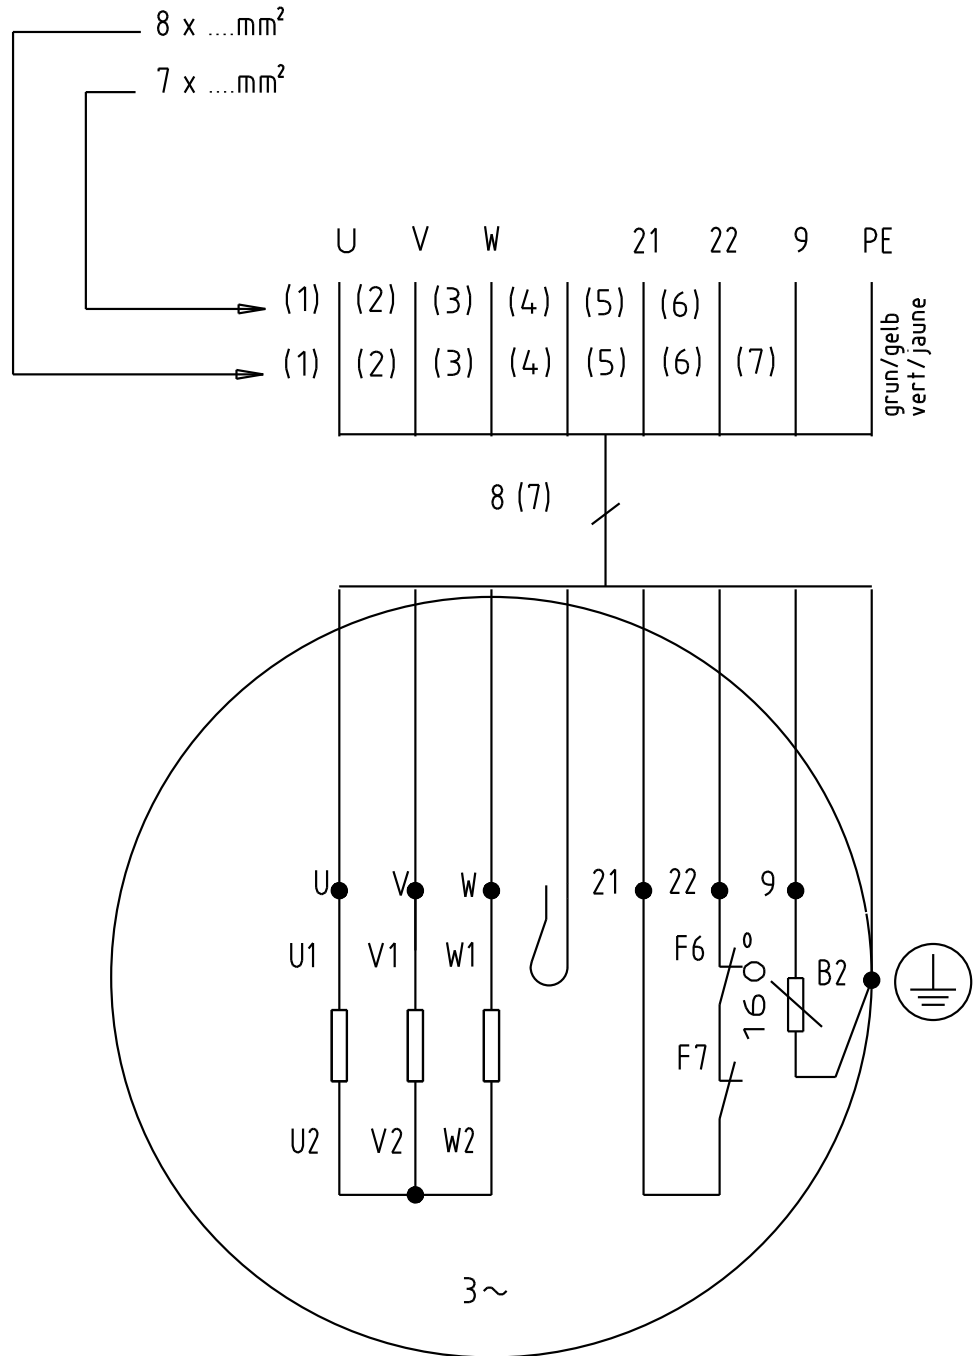 8 x ....mm²
7 x ....mm²
U V W 21 22 9 PE
(1) (2) (3) (4) (5) (6)
(1) (2) (3) (4) (5) (6) (7)
grun/gelb
vert/jaune
8 (7)
U V W 21 22 9
U1 V1 W1 F6 160° B2
F7
U2 V2 W2
3~